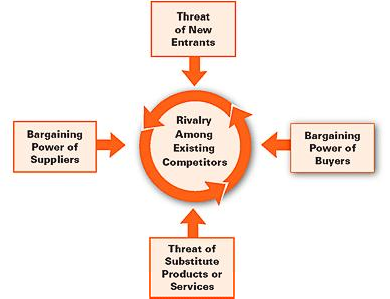 Threat
of New
Entrants
Bargaining
Power of
Suppliers
Rivalry
Among
Existing
Competitors
Bargaining
Power of
Buyers
Threat of
Substitute
Products or
Services